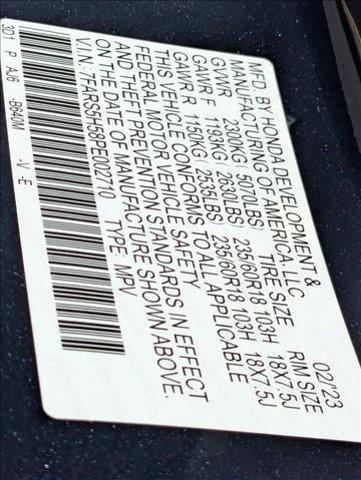 MFD. BY HONDA DEVELOPMENT & 02/'23
MANUFACTURING OF AMERICA LLC
GVWR 2300KG (5070LBS) TIRE SIZE RIM SIZE
GAWR F 1193KG (2630LBS) 235/60R18 103H 18X7.5J
GAWR R 1150KG (2535LBS) 235/60R18 103H 18X7.5J
THIS VEHICLE CONFORMS TO ALL APPLICABLE
FEDERAL MOTOR VEHICLE SAFETY
AND THEFT PREVENTION STANDARDS IN EFFECT
ON THE DATE OF MANUFACTURE SHOWN ABOVE.
V.I.N.: 7FARS5H58PE002710 TYPE: MPV
3D1 P AJ6 -B640M -V -E